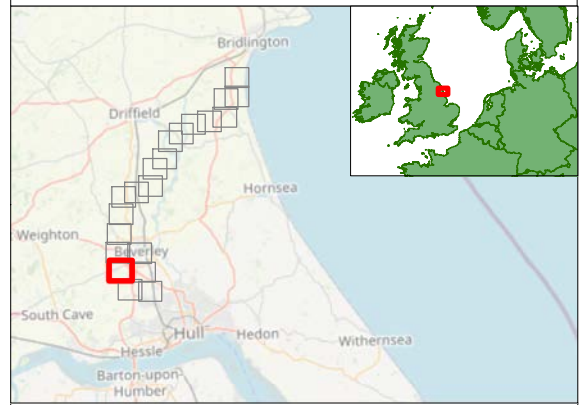 Bridlington
Driffield
Hornsea
Weighton
Beverley
South Cave
Hull
Hedon
Withernsea
Hessle
Barton-upon-
Humber